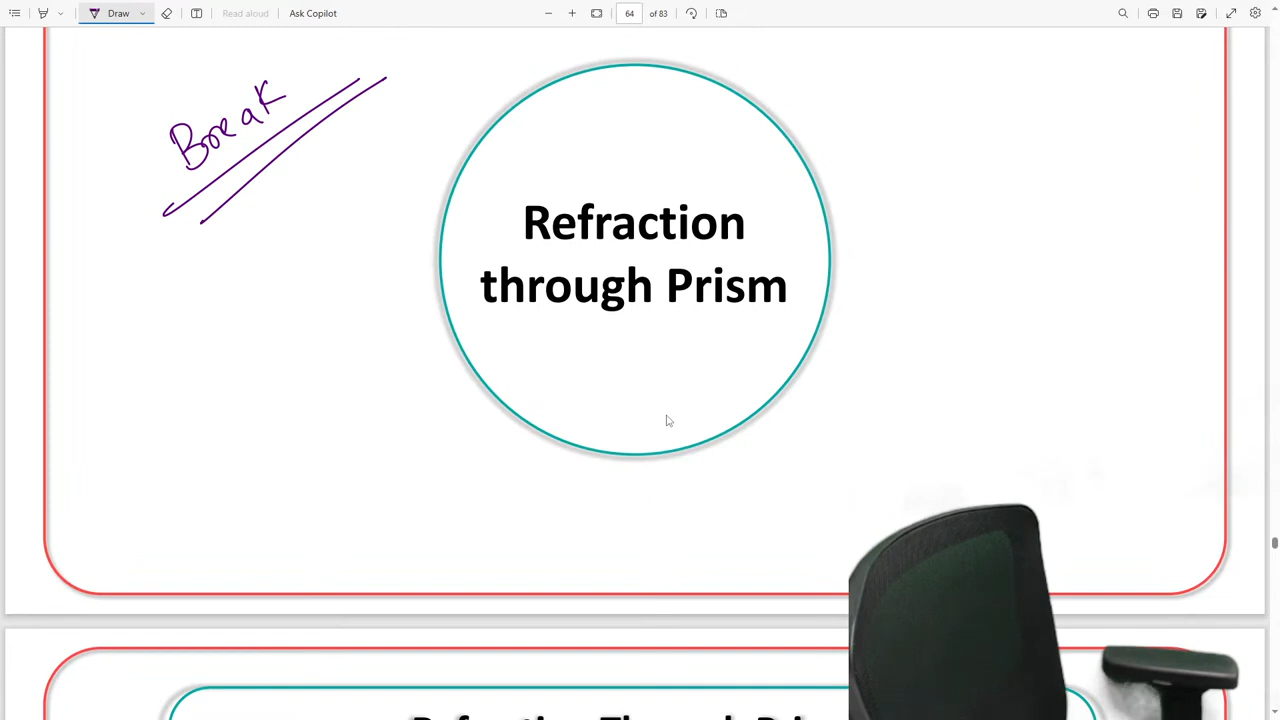 Draw
Read aloud
Ask Copilot
64 of 83
Break
Refraction
through Prism